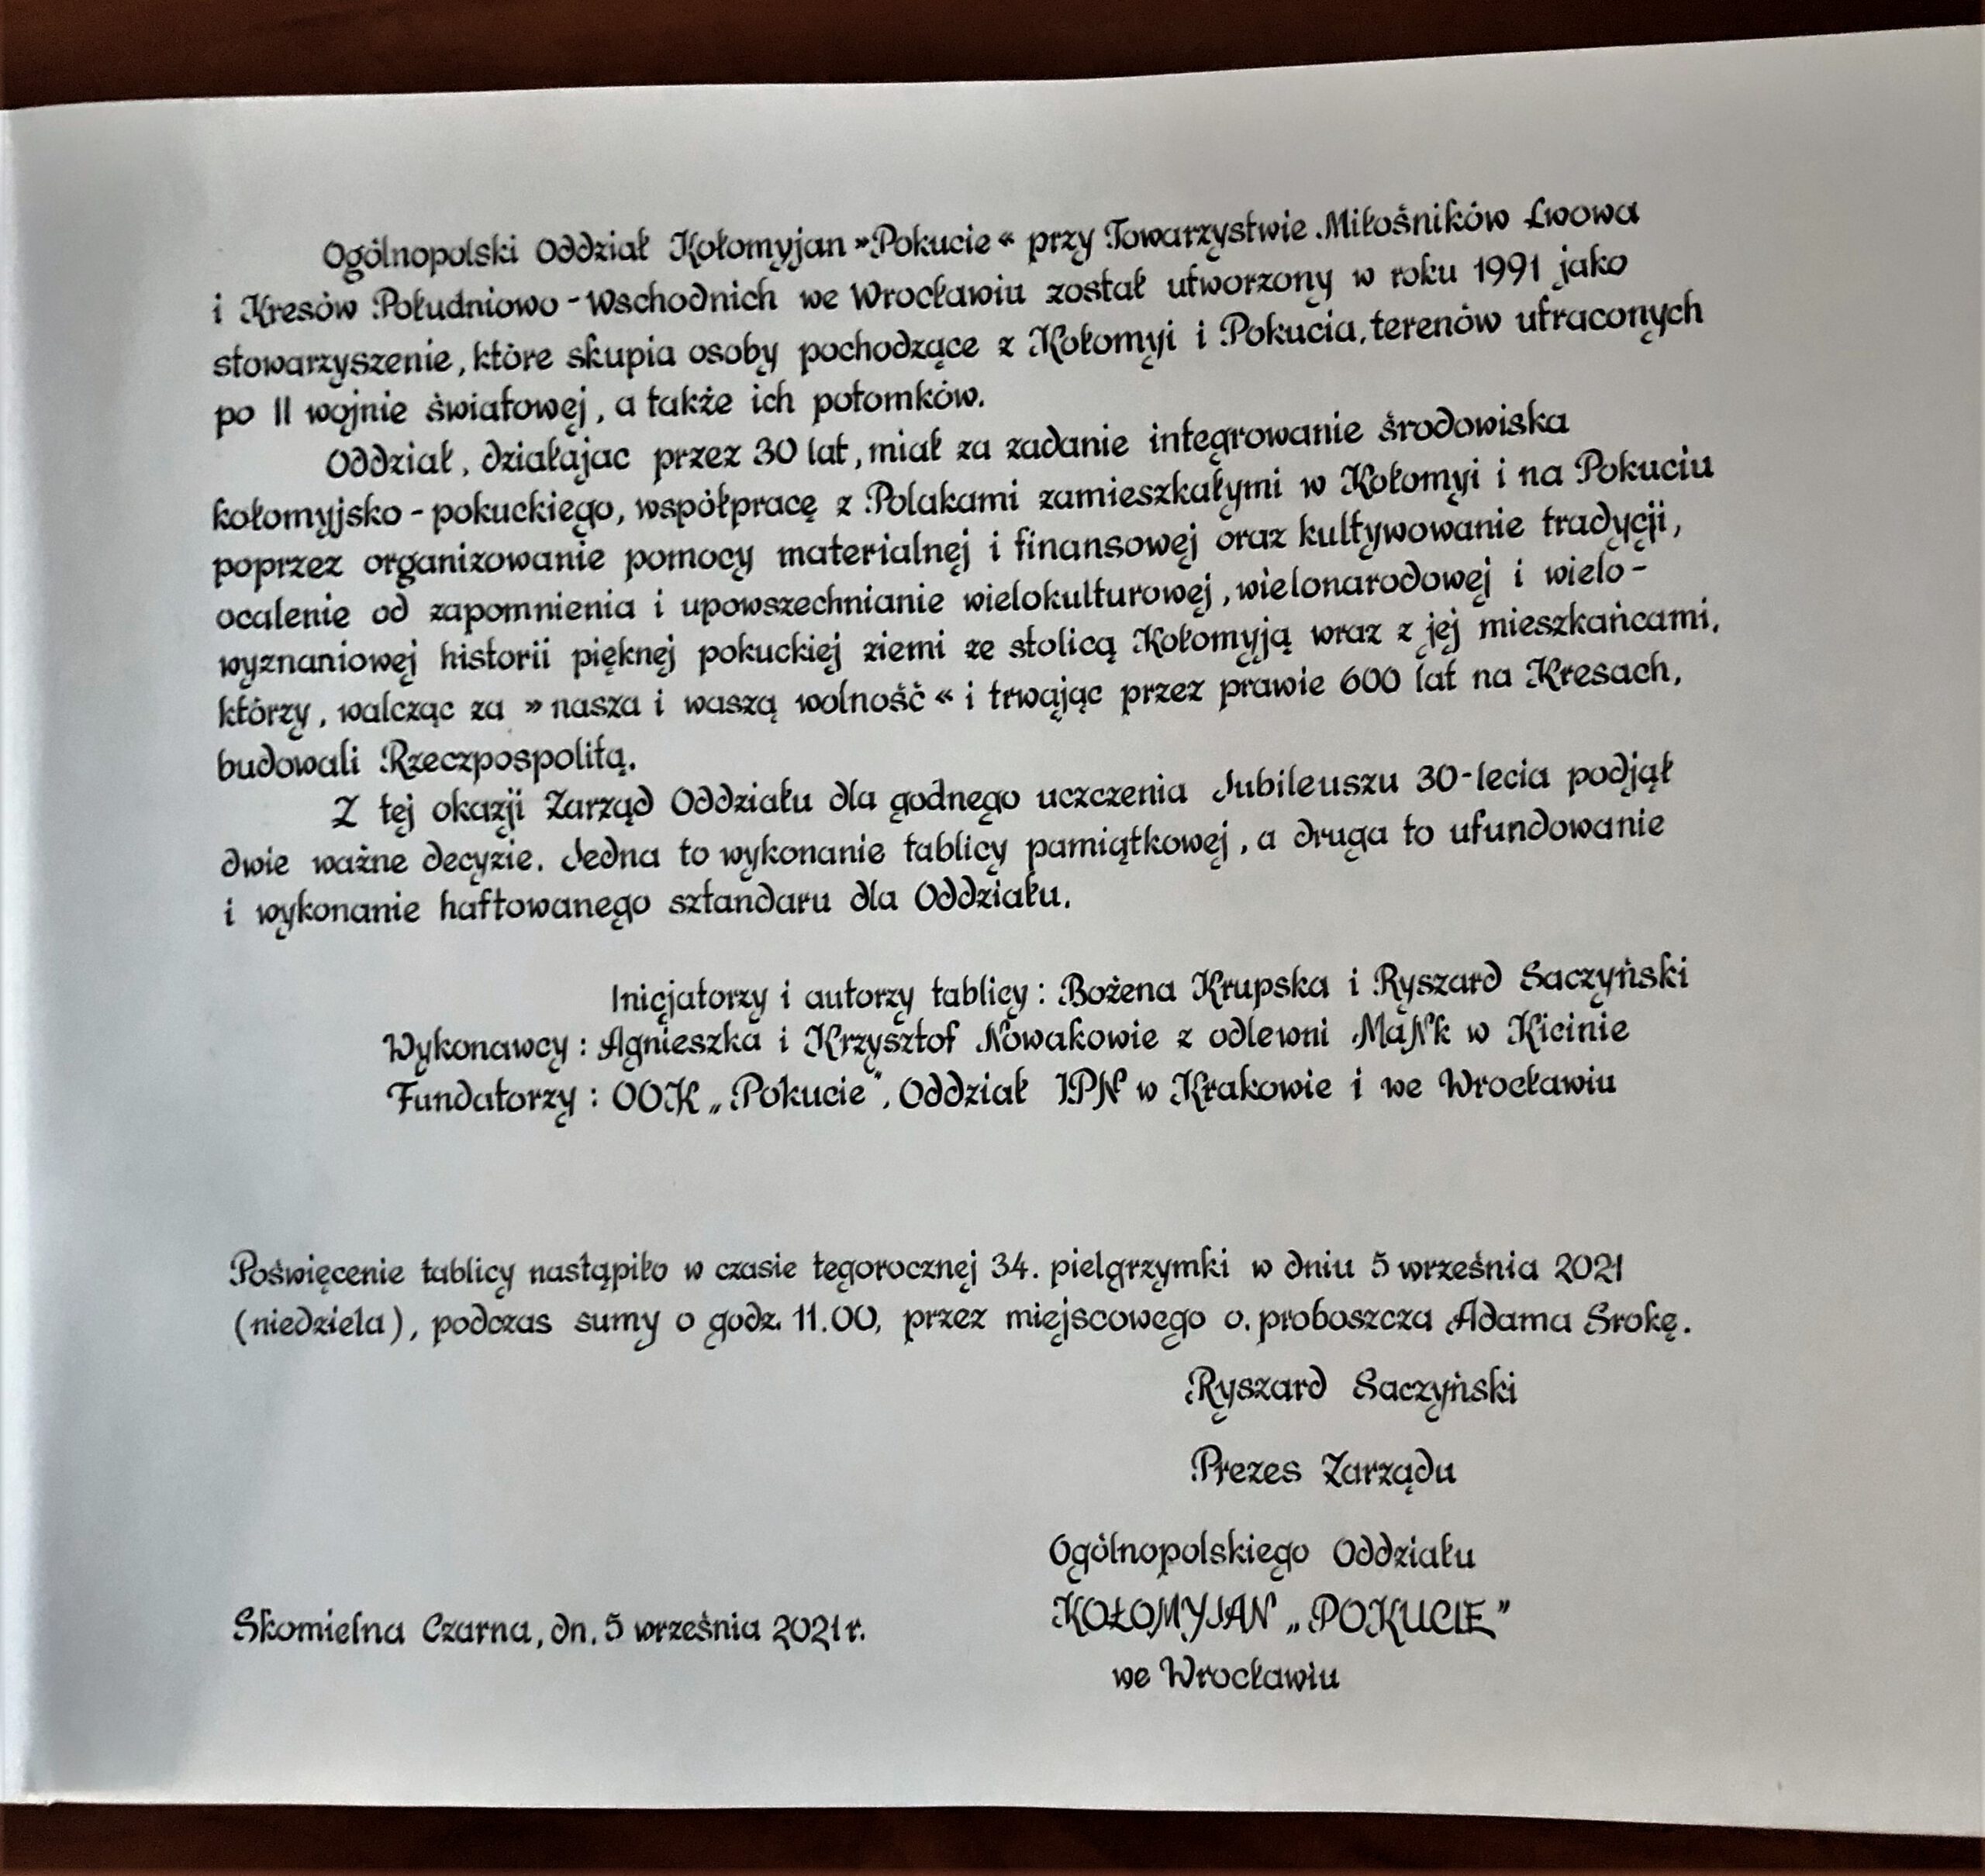 Ogólnopolski Oddział Kołomyjan »Pokucie« przy Towarzystwie Miłośników Lwowa
i Kresów Południowo-Wschodnich we Wrocławiu został utworzony w roku 1991 jako
stowarzyszenie, które skupia osoby pochodzące z Kołomyi i Pokucia, terenów utraconych
po II wojnie światowej, a także ich potomków.
Oddział, działajac przez 30 lat, miał za zadanie integrowanie środowiska
kołomyjsko-pokuckiego, współpracę z Polakami zamieszkałymi w Kołomyi i na Pokuciu
poprzez organizowanie pomocy materialnej i finansowej oraz kultywowanie tradycji,
ocalenie od zapomnienia i upowszechnianie wielokulturowej, wielonarodowej i wielo-
wyznaniowej historii pięknej pokuckiej ziemi ze stolicą Kołomyją wraz z jej mieszkańcami,
którzy, walcząc za »nasza i waszą wolność« i trwając przez prawie 600 lat na Kresach,
budowali Rzeczpospolitą.
Z tej okazji Zarząd Oddziału dla godnego uczczenia Jubileuszu 30-lecia podjął
dwie ważne decyzie. Jedna to wykonanie tablicy pamiątkowej, a druga to ufundowanie
i wykonanie haftowanego sztandaru dla Oddziału.
Inicjatorzy i autorzy tablicy: Bożena Krupska i Ryszard Saczyński
Wykonawcy: Agnieszka i Krzysztof Nowakowie z odlewni MaNk w Kicinie
Fundatorzy: OOK „Pokucie”, Oddział IPN w Krakowie i we Wrocławiu
Poświęcenie tablicy nastąpiło w czasie tegorocznej 34. pielgrzymki w dniu 5 września 2021
(niedziela), podczas sumy o godz. 11.00, przez miejscowego o. proboszcza Adama Srokę.
Ryszard Saczyński
Prezes Zarządu
Ogólnopolskiego Oddziału
KOŁOMYJAN „POKUCIE”
we Wrocławiu
Skomielna Czarna, dn. 5 września 2021 r.